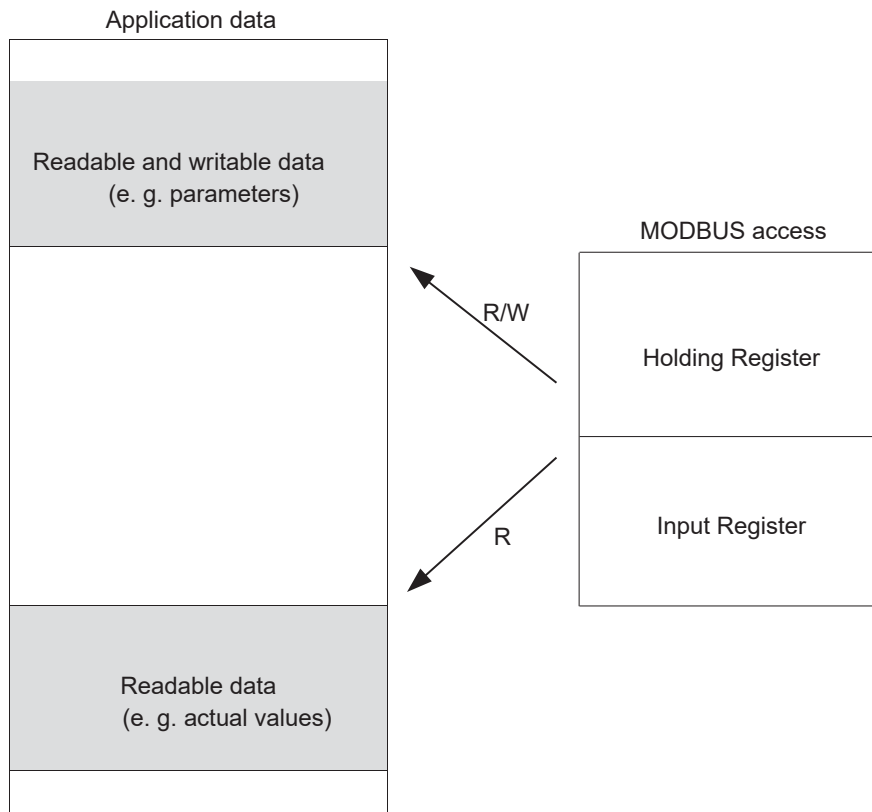 Application data
Readable and writable data
(e. g. parameters)
MODBUS access
R/W
Holding Register
Input Register
R
Readable data
(e. g. actual values)